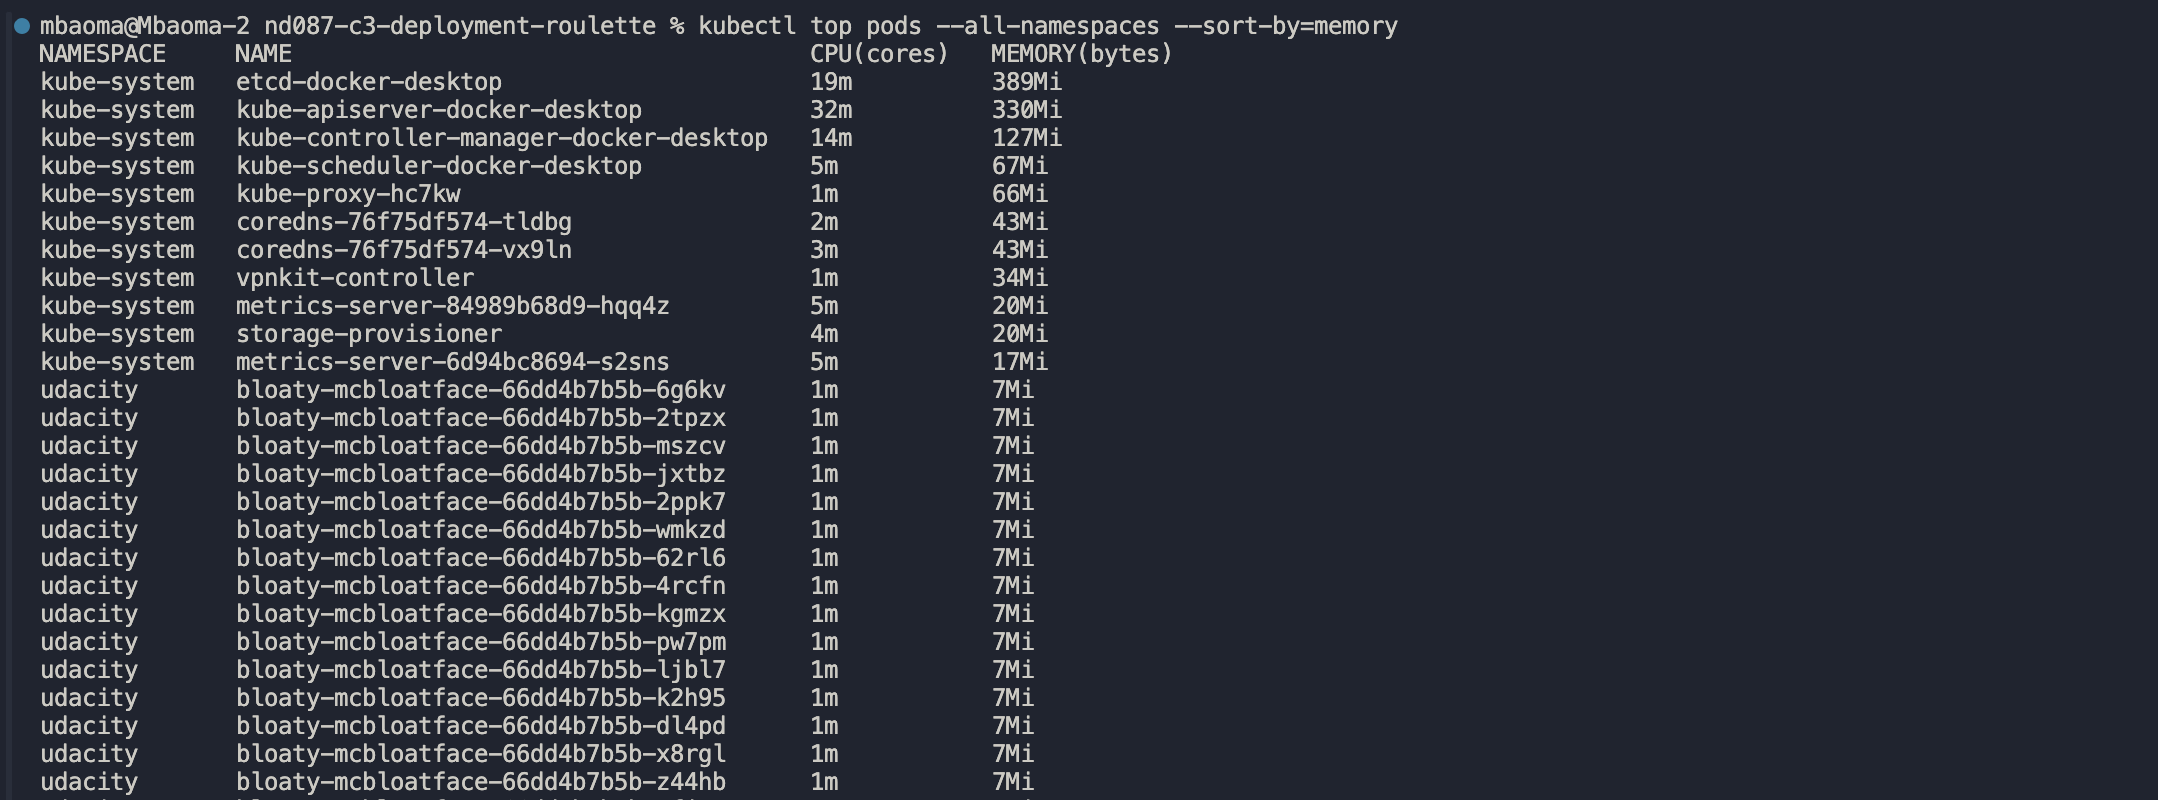 mbaoma@Mbaoma-2 nd087-c3-deployment-roulette % kubectl top pods --all-namespaces --sort-by=memory
NAMESPACE NAME CPU(cores) MEMORY(bytes)
kube-system etcd-docker-desktop 19m 389Mi
kube-system kube-apiserver-docker-desktop 32m 330Mi
kube-system kube-controller-manager-docker-desktop 14m 127Mi
kube-system kube-scheduler-docker-desktop 5m 67Mi
kube-system kube-proxy-hc7kw 1m 66Mi
kube-system coredns-76f75df574-tldbg 2m 43Mi
kube-system coredns-76f75df574-vx9ln 3m 43Mi
kube-system vpnkit-controller 1m 34Mi
kube-system metrics-server-84989b68d9-hqq4z 5m 20Mi
kube-system storage-provisioner 4m 20Mi
kube-system metrics-server-6d94bc8694-s2sns 5m 17Mi
udacity bloaty-mcbloatface-66dd4b7b5b-6g6kv 1m 7Mi
udacity bloaty-mcbloatface-66dd4b7b5b-2tpzx 1m 7Mi
udacity bloaty-mcbloatface-66dd4b7b5b-mszcv 1m 7Mi
udacity bloaty-mcbloatface-66dd4b7b5b-jxtbz 1m 7Mi
udacity bloaty-mcbloatface-66dd4b7b5b-2ppk7 1m 7Mi
udacity bloaty-mcbloatface-66dd4b7b5b-wmkzd 1m 7Mi
udacity bloaty-mcbloatface-66dd4b7b5b-62rl6 1m 7Mi
udacity bloaty-mcbloatface-66dd4b7b5b-4rcfn 1m 7Mi
udacity bloaty-mcbloatface-66dd4b7b5b-kgmzx 1m 7Mi
udacity bloaty-mcbloatface-66dd4b7b5b-pw7pm 1m 7Mi
udacity bloaty-mcbloatface-66dd4b7b5b-ljbl7 1m 7Mi
udacity bloaty-mcbloatface-66dd4b7b5b-k2h95 1m 7Mi
udacity bloaty-mcbloatface-66dd4b7b5b-dl4pd 1m 7Mi
udacity bloaty-mcbloatface-66dd4b7b5b-x8rgl 1m 7Mi
udacity bloaty-mcbloatface-66dd4b7b5b-z44hb 1m 7Mi